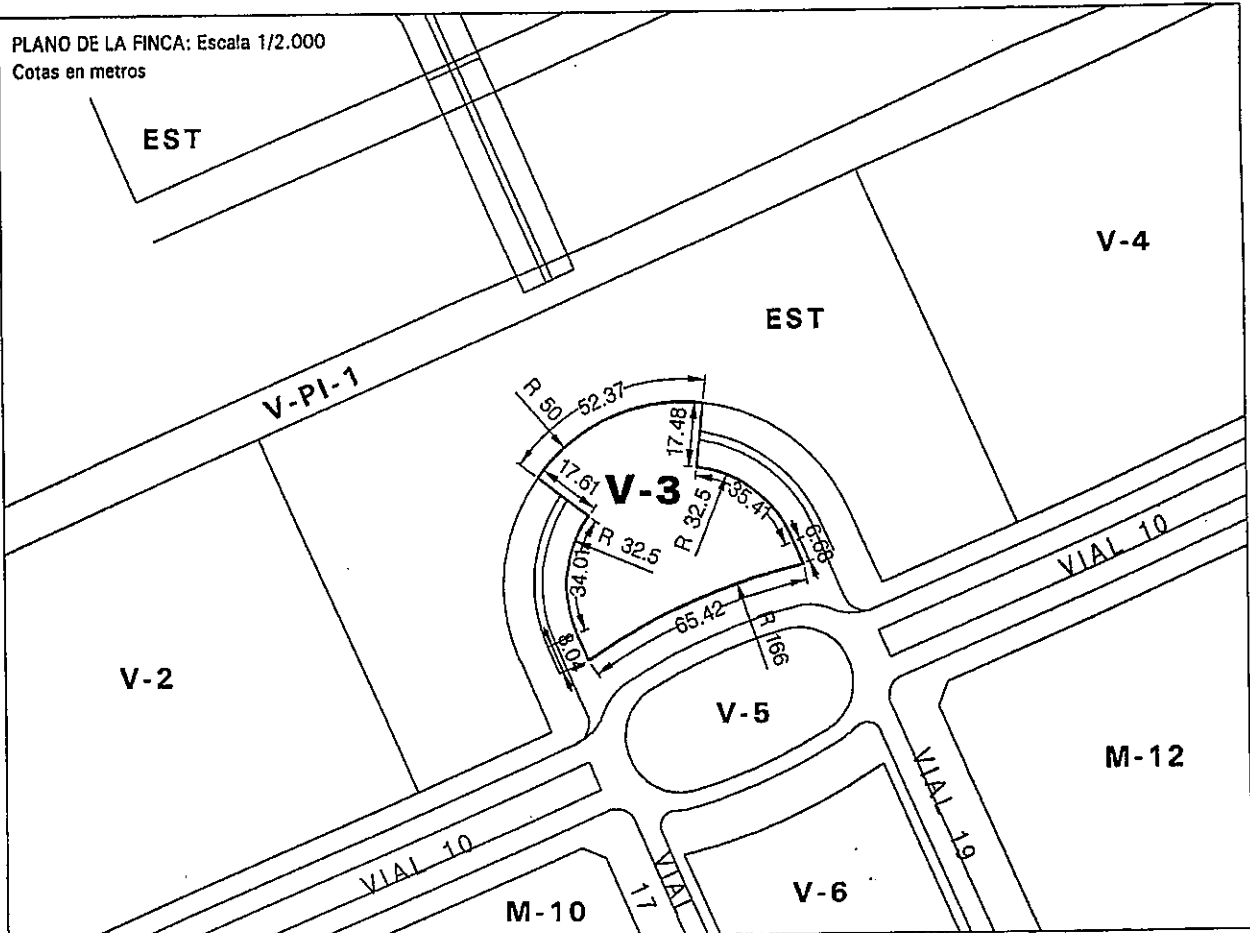 PLANO DE LA FINCA: Escala 1/2.000
Cotas en metros
EST
V-4
EST
V-PI-1
R 50
52.37
17.48
17.61
V-3
35.41
R 32.5
R 32.5
34.01
6.68
VIAL 10
65.42
R 166
8.04
V-2
V-5
M-12
VIAL 19
VIAL 10
VIAL
17
V-6
M-10